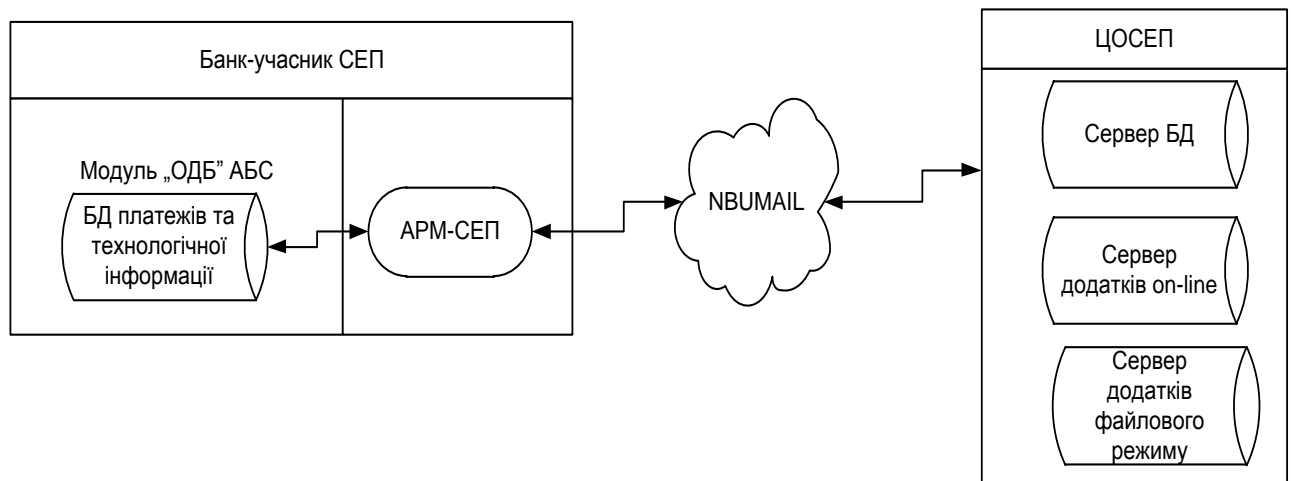 Банк-учасник СЕП
Модуль „ОДБ” АБС
БД платежів та
технологічної
інформації
АРМ-СЕП
NBUMAIL
ЦОСЕП
Сервер БД
Сервер
додатків on-line
Сервер
додатків
файлового
режиму